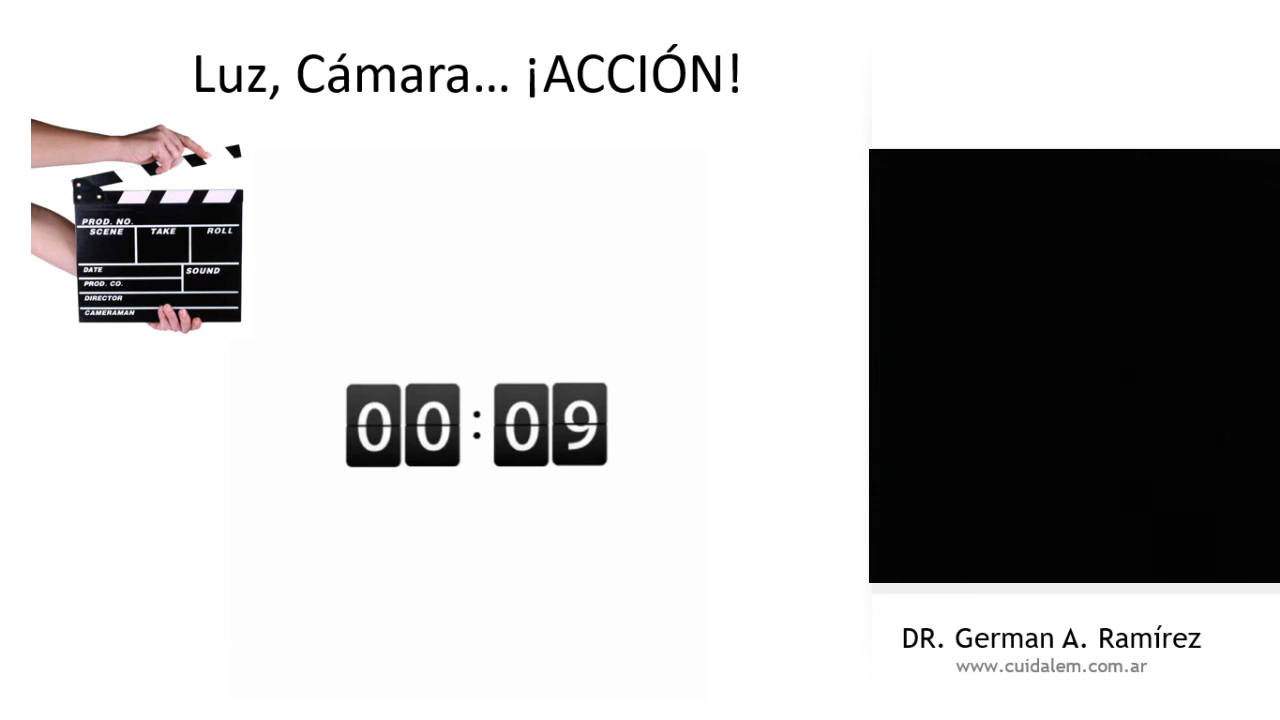 Luz, Cámara... ¡ACCIÓN!
PROD. NO.
SCENE TAKE ROLL
DATE SOUND
PROD. CO.
DIRECTOR
CAMERAMAN
00:09
DR. German A. Ramírez
www.cuidalem.com.ar